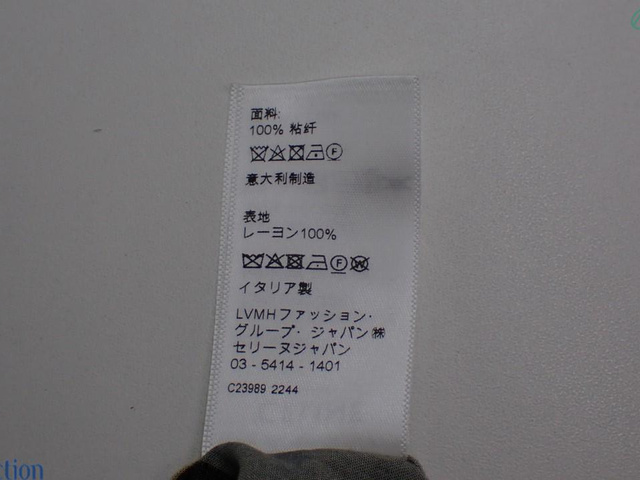 面料:
100% 粘纤
F
意大利制造
表地
レーヨン100%
F W
イタリア製
LVMHファッション・
グループ・ジャパン㈱
セリーヌジャパン
03 - 5414 - 1401
C23989 2244
ction